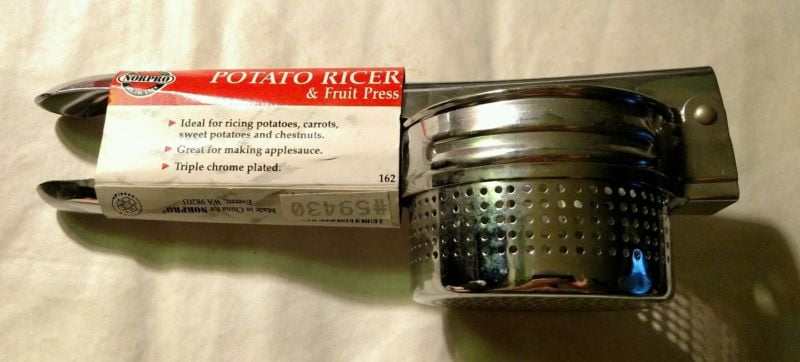 NORPRO
POTATO RICER
& Fruit Press
Ideal for ricing potatoes, carrots,
sweet potatoes and chestnuts.
Great for making applesauce.
Triple chrome plated.
162
Made in China for NORPRO®
Everett, WA 98203
#59430